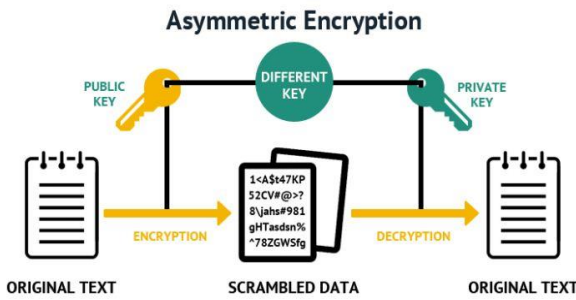 Asymmetric Encryption
PUBLIC
KEY
DIFFERENT
KEY
PRIVATE
KEY
1<A$t47KP
52CV#@>?
8\jahs#981
gHTasdsn%
^78ZGWSfg
ENCRYPTION
DECRYPTION
ORIGINAL TEXT
SCRAMBLED DATA
ORIGINAL TEXT